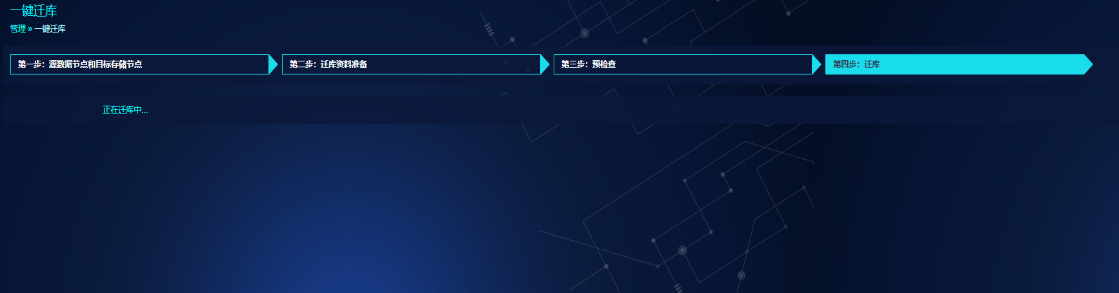 一键迁库
管理 » 一键迁库
第一步：源数据节点和目标存储节点
第二步：迁库资料准备
第三步：预检查
第四步：迁库
正在迁库中...